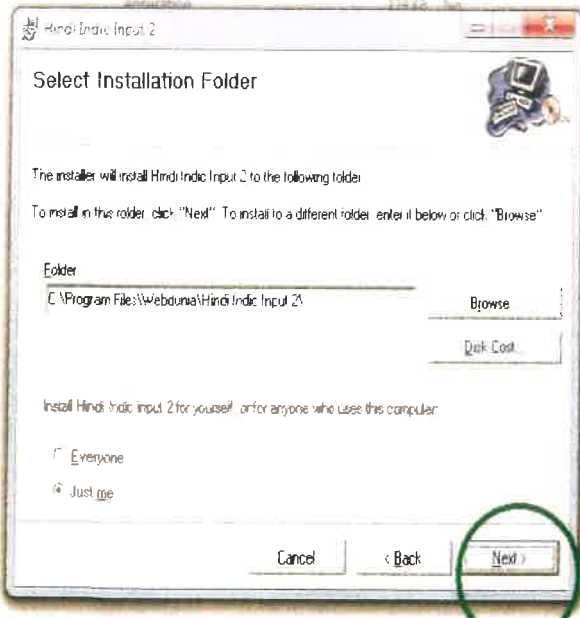 Hindi Indic Input 2
Select Installation Folder
The installer will install Hindi Indic Input 2 to the following folder
To install in this folder, click "Next". To install to a different folder, enter it below or click "Browse"
Folder
C:\Program Files\Webdunia\Hindi Indic Input 2\
Browse
Disk Cost...
Install Hindi Indic Input 2 for yourself, or for anyone who uses this computer:
Everyone
Just me
Cancel
< Back
Next >